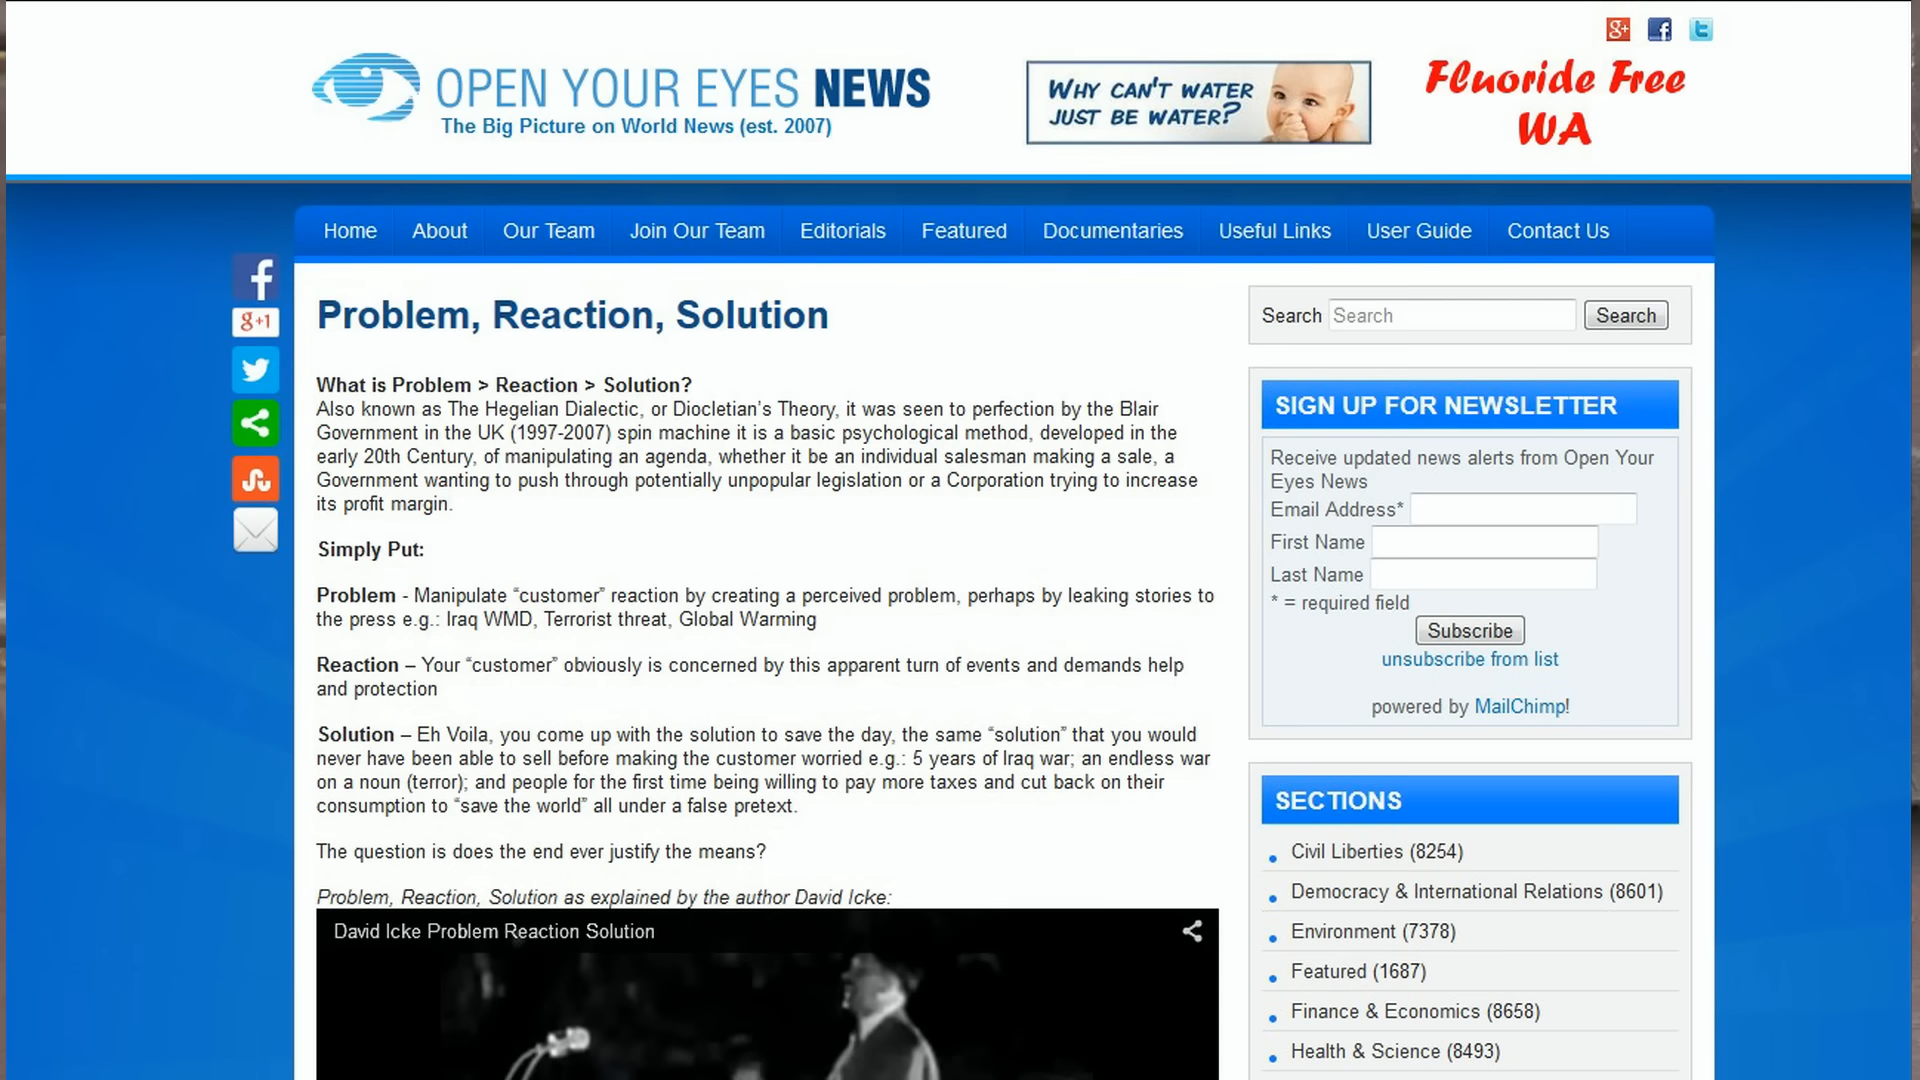 OPEN YOUR EYES NEWS
The Big Picture on World News (est. 2007)
WHY CAN'T WATER
JUST BE WATER?
Fluoride Free
WA
Home About Our Team Join Our Team Editorials Featured Documentaries Useful Links User Guide Contact Us
g+1
Problem, Reaction, Solution
What is Problem > Reaction > Solution?
Also known as The Hegelian Dialectic, or Diocletian’s Theory, it was seen to perfection by the Blair
Government in the UK (1997-2007) spin machine it is a basic psychological method, developed in the
early 20th Century, of manipulating an agenda, whether it be an individual salesman making a sale, a
Government wanting to push through potentially unpopular legislation or a Corporation trying to increase
its profit margin.
Simply Put:
Problem - Manipulate “customer” reaction by creating a perceived problem, perhaps by leaking stories to
the press e.g.: Iraq WMD, Terrorist threat, Global Warming
Reaction – Your “customer” obviously is concerned by this apparent turn of events and demands help
and protection
Solution – Eh Voila, you come up with the solution to save the day, the same “solution” that you would
never have been able to sell before making the customer worried e.g.: 5 years of Iraq war; an endless war
on a noun (terror); and people for the first time being willing to pay more taxes and cut back on their
consumption to “save the world” all under a false pretext.
The question is does the end ever justify the means?
Problem, Reaction, Solution as explained by the author David Icke:
David Icke Problem Reaction Solution
Search Search Search
SIGN UP FOR NEWSLETTER
Receive updated news alerts from Open Your
Eyes News
Email Address*
First Name
Last Name
* = required field
Subscribe
unsubscribe from list
powered by MailChimp!
SECTIONS
Civil Liberties (8254)
Democracy & International Relations (8601)
Environment (7378)
Featured (1687)
Finance & Economics (8658)
Health & Science (8493)